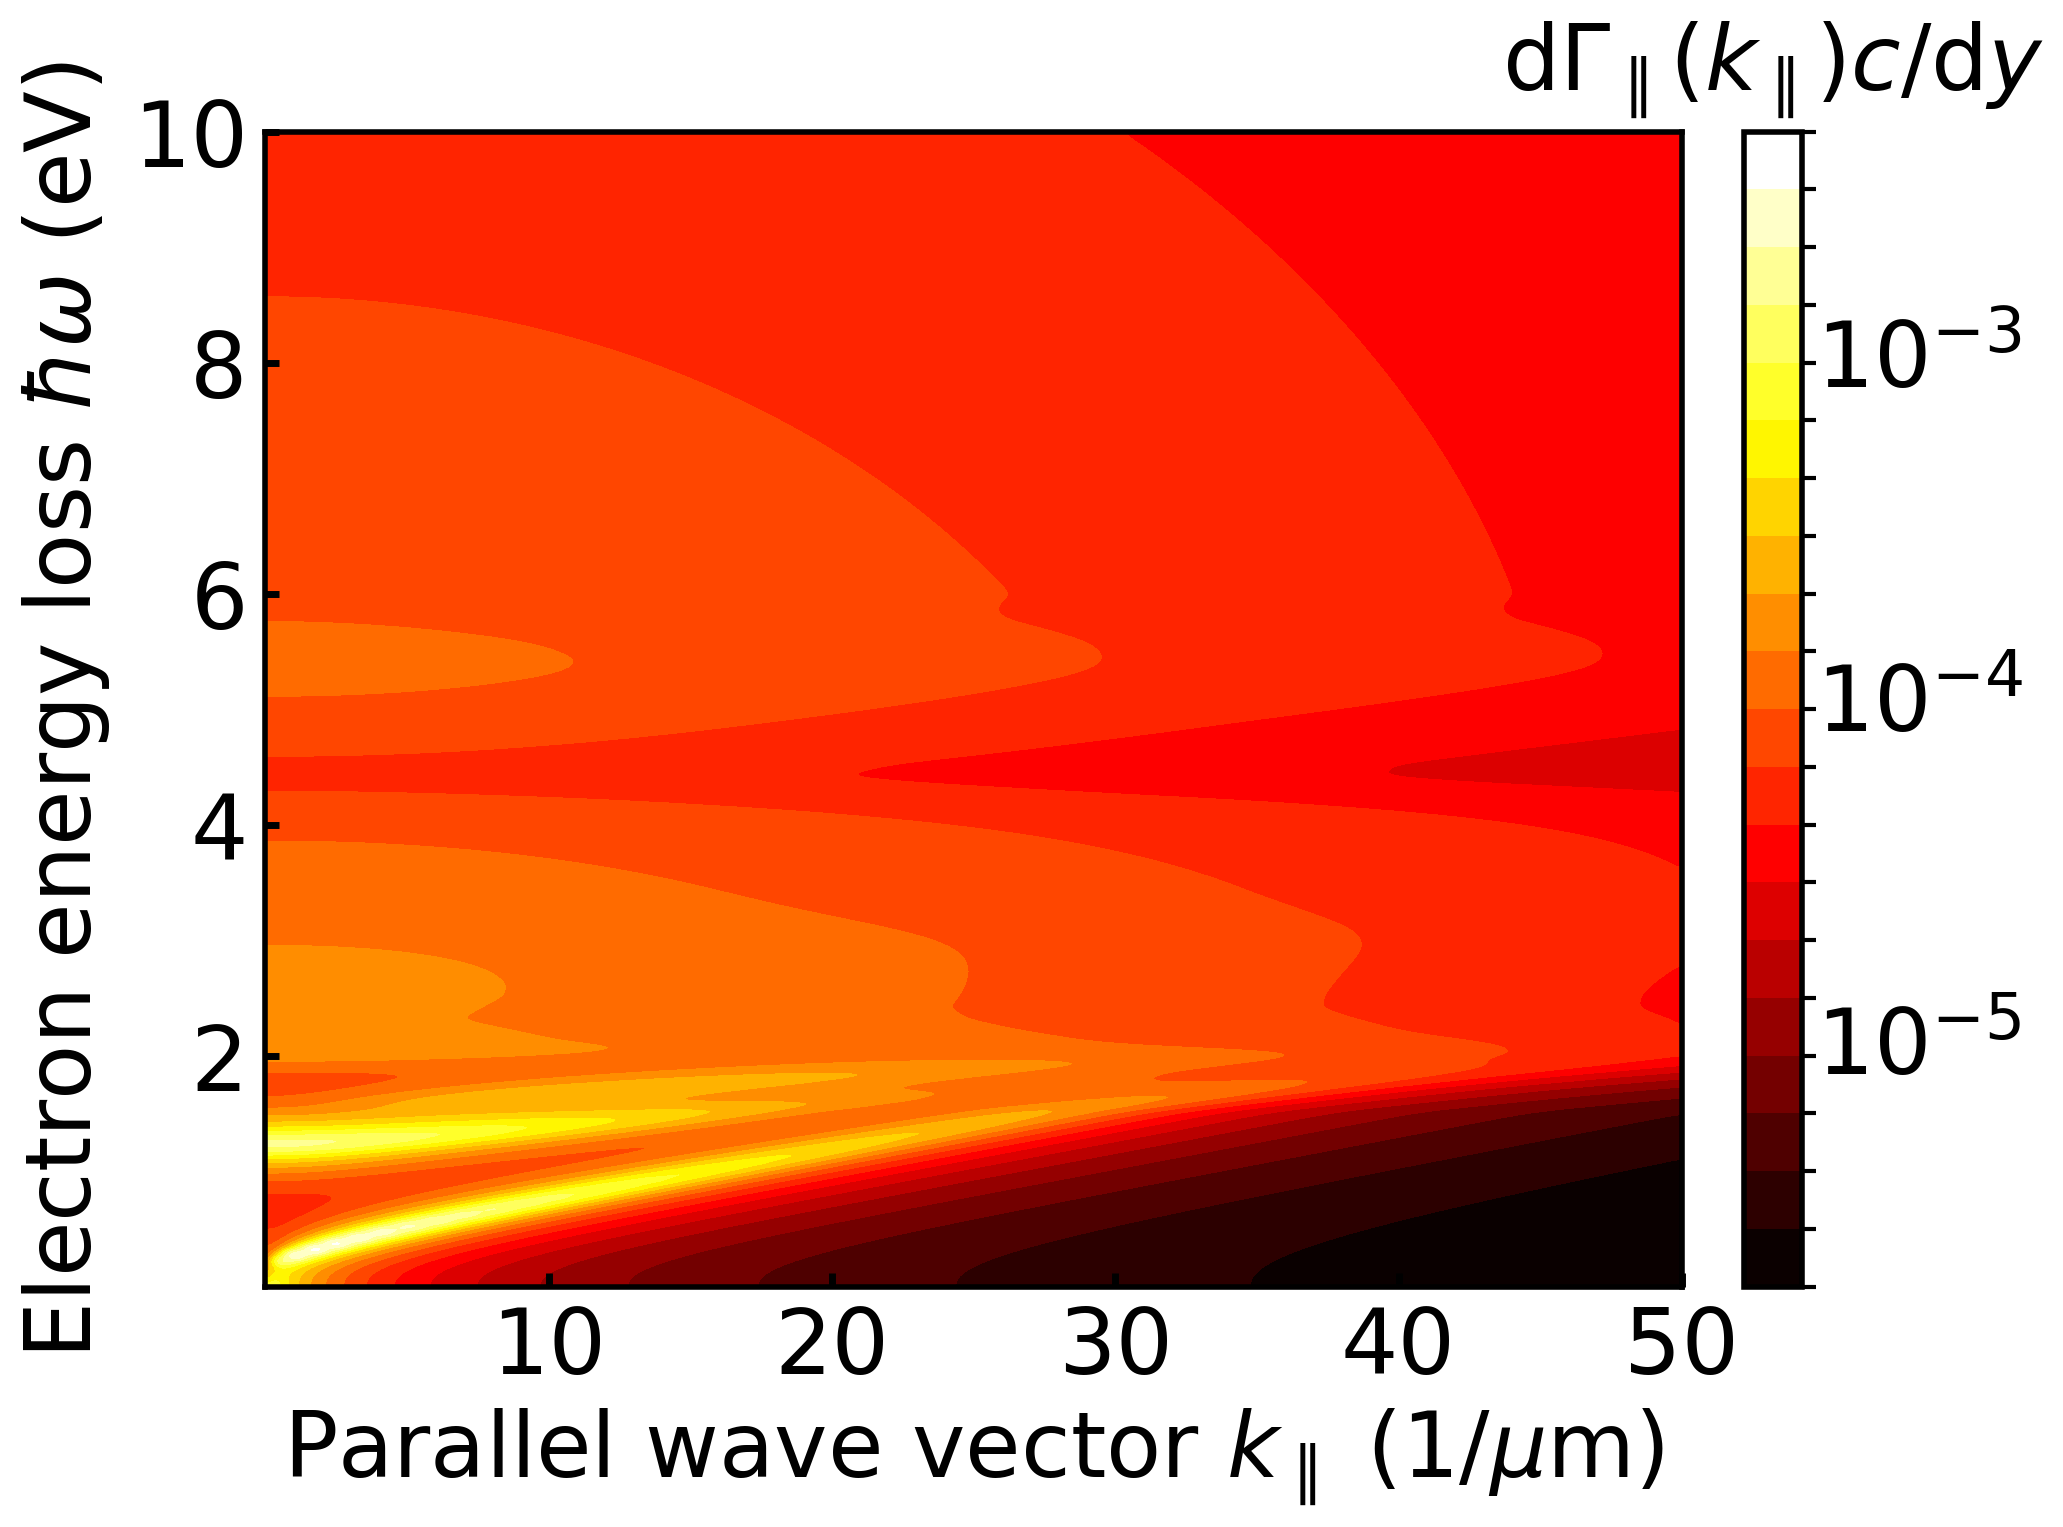 dΓ∥(k∥)c/dy
Electron energy loss ħω (eV)
10
8
6
4
2
10⁻³
10⁻⁴
10⁻⁵
10 20 30 40 50
Parallel wave vector k∥ (1/μm)